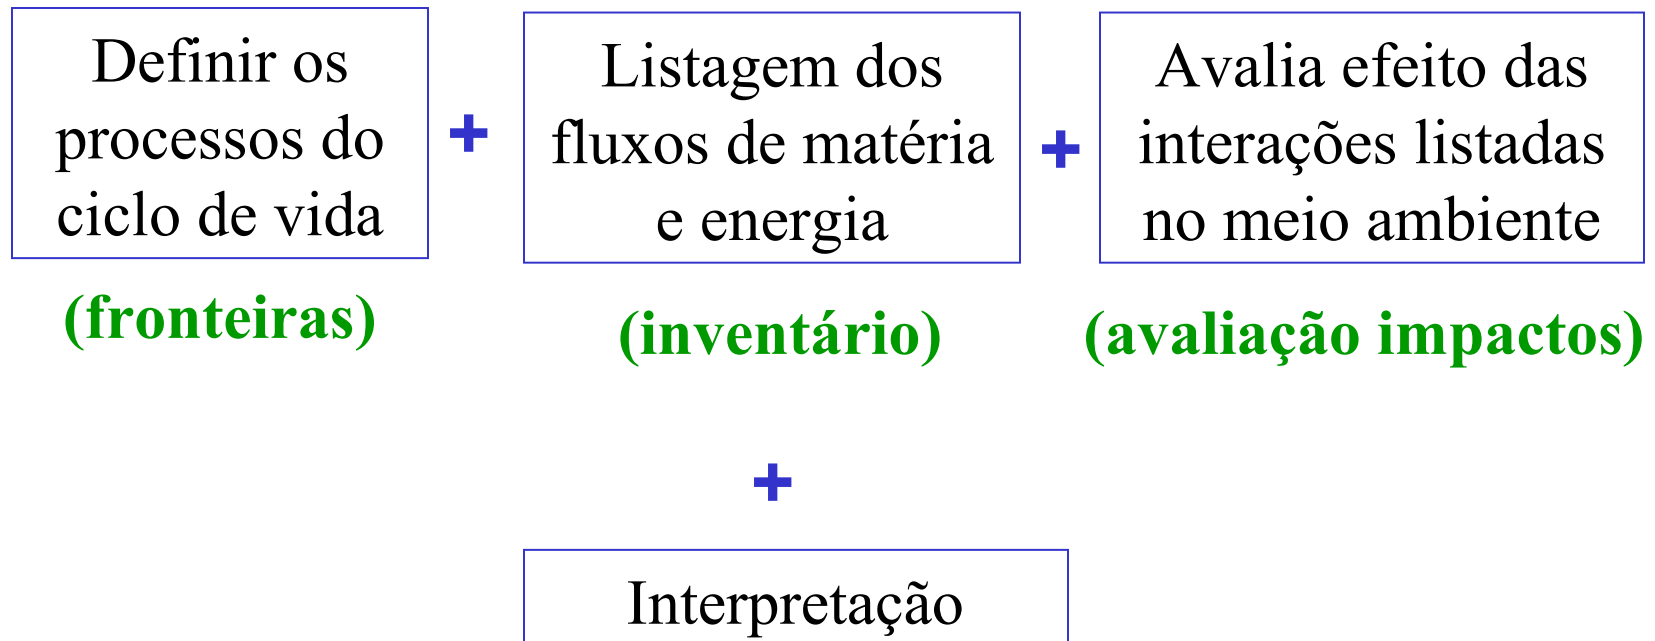 Definir os
processos do
ciclo de vida
+
Listagem dos
fluxos de matéria
e energia
+
Avalia efeito das
interações listadas
no meio ambiente
(fronteiras)
(inventário)
(avaliação impactos)
+
Interpretação